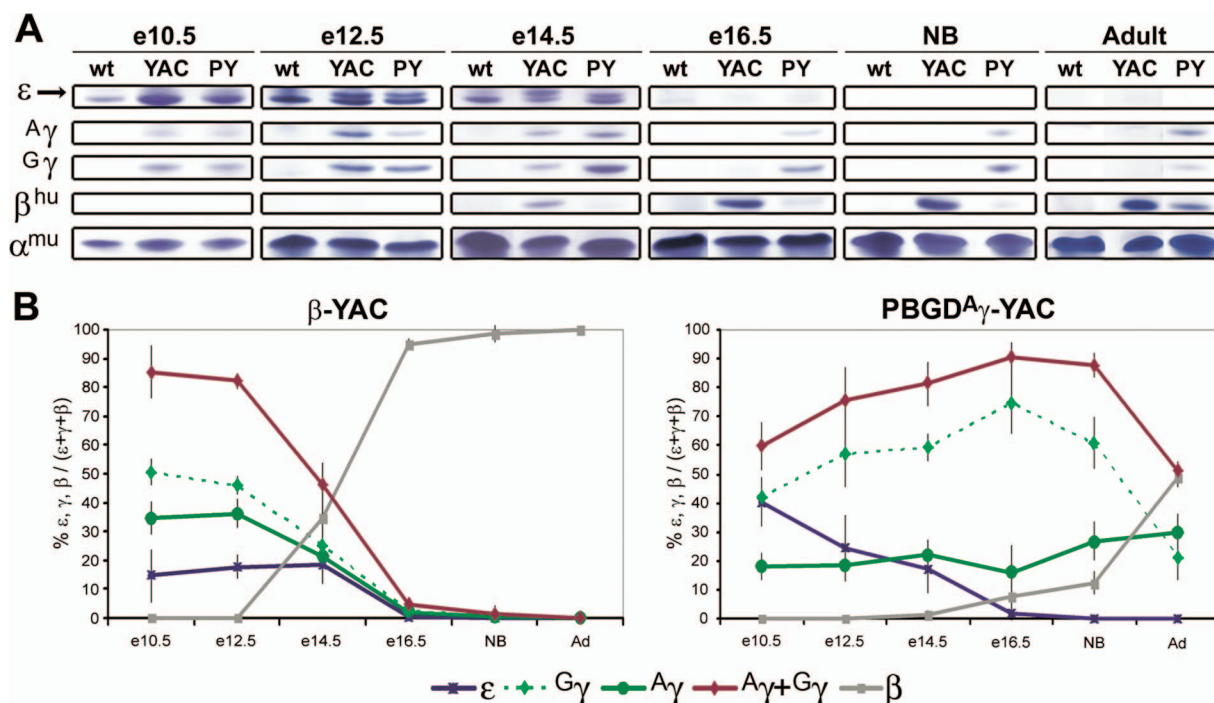 A
e10.5 e12.5 e14.5 e16.5 NB Adult
wt YAC PY wt YAC PY wt YAC PY wt YAC PY wt YAC PY wt YAC PY
ε→
Aγ
Gγ
βhu
αmu
B
β-YAC
% ε, γ, β / (ε+γ+β)
100
90
80
70
60
50
40
30
20
10
0
e10.5 e12.5 e14.5 e16.5 NB Ad
PBGDAγ-YAC
% ε, γ, β / (ε+γ+β)
100
90
80
70
60
50
40
30
20
10
0
e10.5 e12.5 e14.5 e16.5 NB Ad
ε Gγ Aγ Aγ+Gγ β